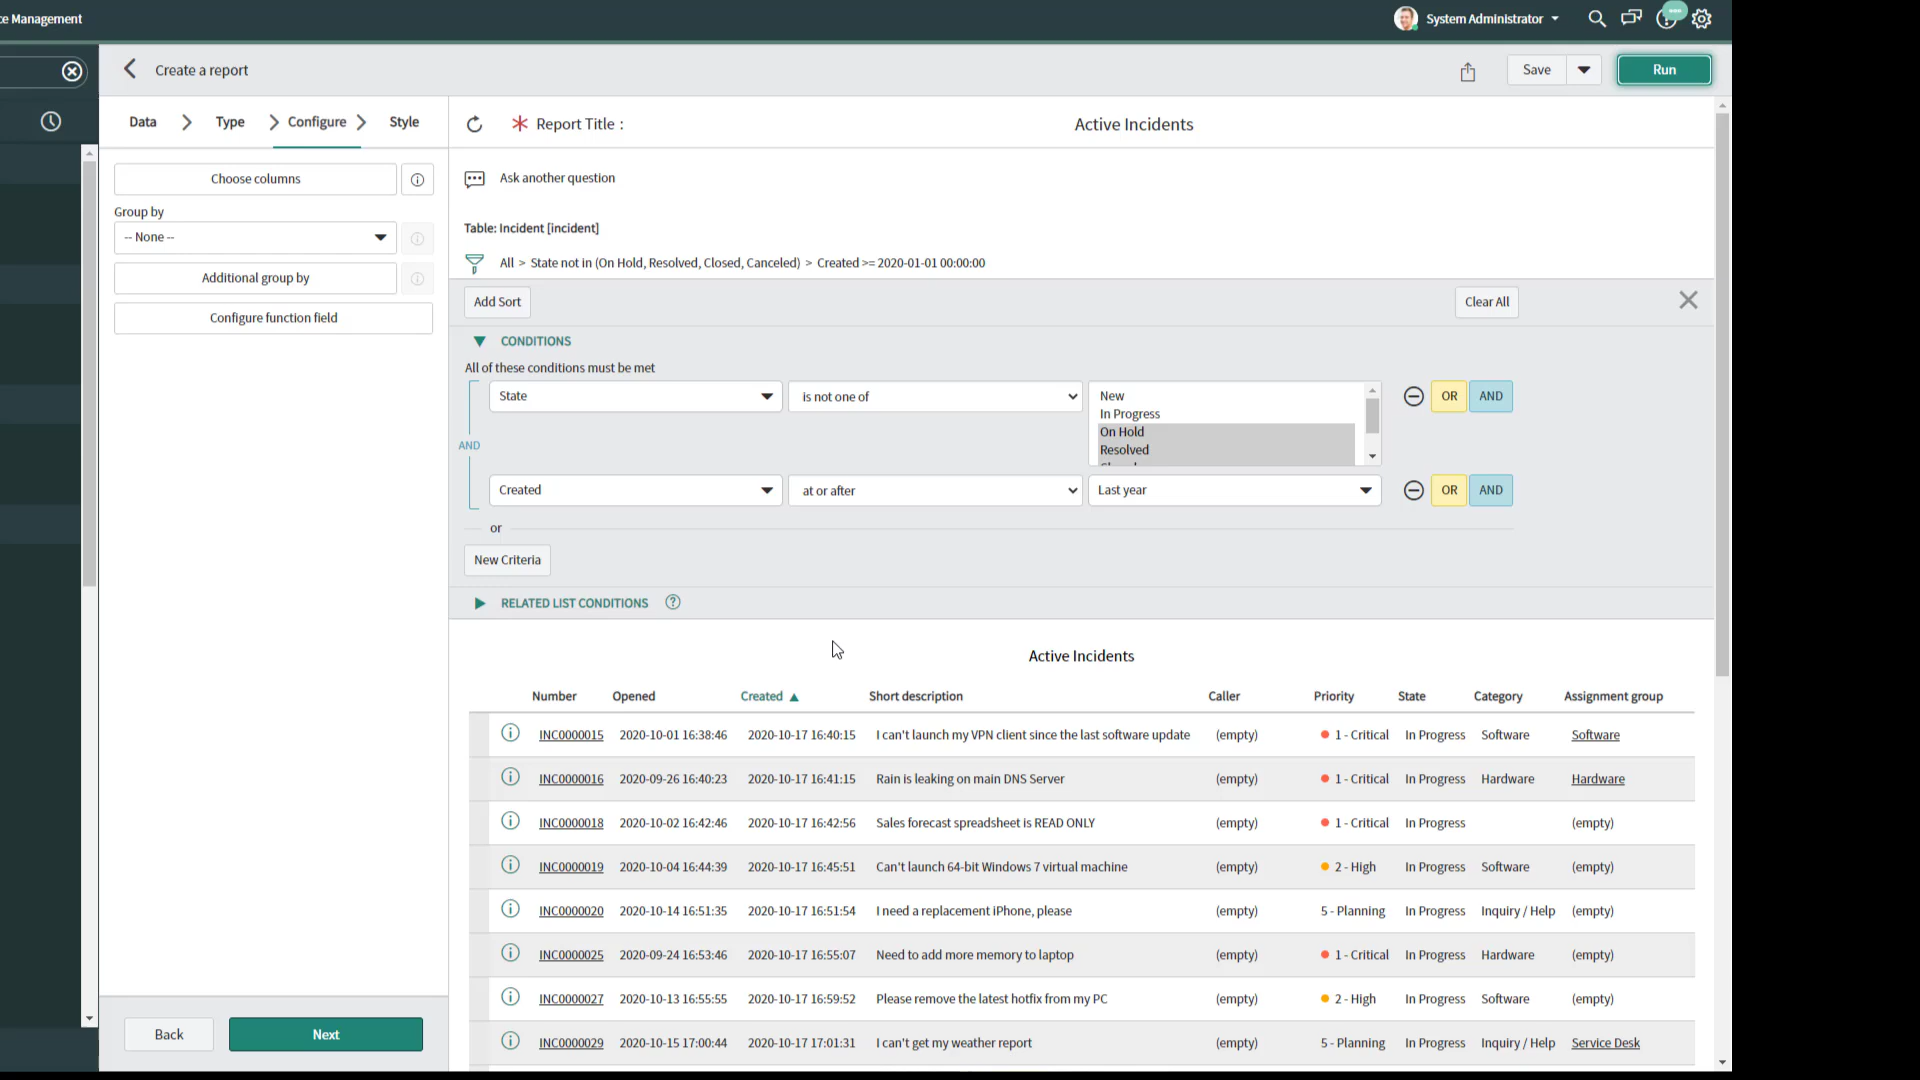 ce Management
System Administrator
Create a report
Save
Run
Data
Type
Configure
Style
* Report Title :
Active Incidents
Choose columns
Ask another question
Group by
-- None --
Table: Incident [incident]
Additional group by
All > State not in (On Hold, Resolved, Closed, Canceled) > Created >= 2020-01-01 00:00:00
Configure function field
Add Sort
Clear All
CONDITIONS
All of these conditions must be met
State
is not one of
New
In Progress
On Hold
Resolved
OR
AND
AND
Created
at or after
Last year
OR
AND
or
New Criteria
RELATED LIST CONDITIONS
Active Incidents
Number Opened Created Short description Caller Priority State Category Assignment group
INC0000015 2020-10-01 16:38:46 2020-10-17 16:40:15 I can't launch my VPN client since the last software update (empty) 1 - Critical In Progress Software Software
INC0000016 2020-09-26 16:40:23 2020-10-17 16:41:15 Rain is leaking on main DNS Server (empty) 1 - Critical In Progress Hardware Hardware
INC0000018 2020-10-02 16:42:46 2020-10-17 16:42:56 Sales forecast spreadsheet is READ ONLY (empty) 1 - Critical In Progress (empty)
INC0000019 2020-10-04 16:44:39 2020-10-17 16:45:51 Can't launch 64-bit Windows 7 virtual machine (empty) 2 - High In Progress Software (empty)
INC0000020 2020-10-14 16:51:35 2020-10-17 16:51:54 I need a replacement iPhone, please (empty) 5 - Planning In Progress Inquiry / Help (empty)
INC0000025 2020-09-24 16:53:46 2020-10-17 16:55:07 Need to add more memory to laptop (empty) 1 - Critical In Progress Hardware (empty)
INC0000027 2020-10-13 16:55:55 2020-10-17 16:59:52 Please remove the latest hotfix from my PC (empty) 2 - High In Progress Software (empty)
INC0000029 2020-10-15 17:00:44 2020-10-17 17:01:31 I can't get my weather report (empty) 5 - Planning In Progress Inquiry / Help Service Desk
Back
Next